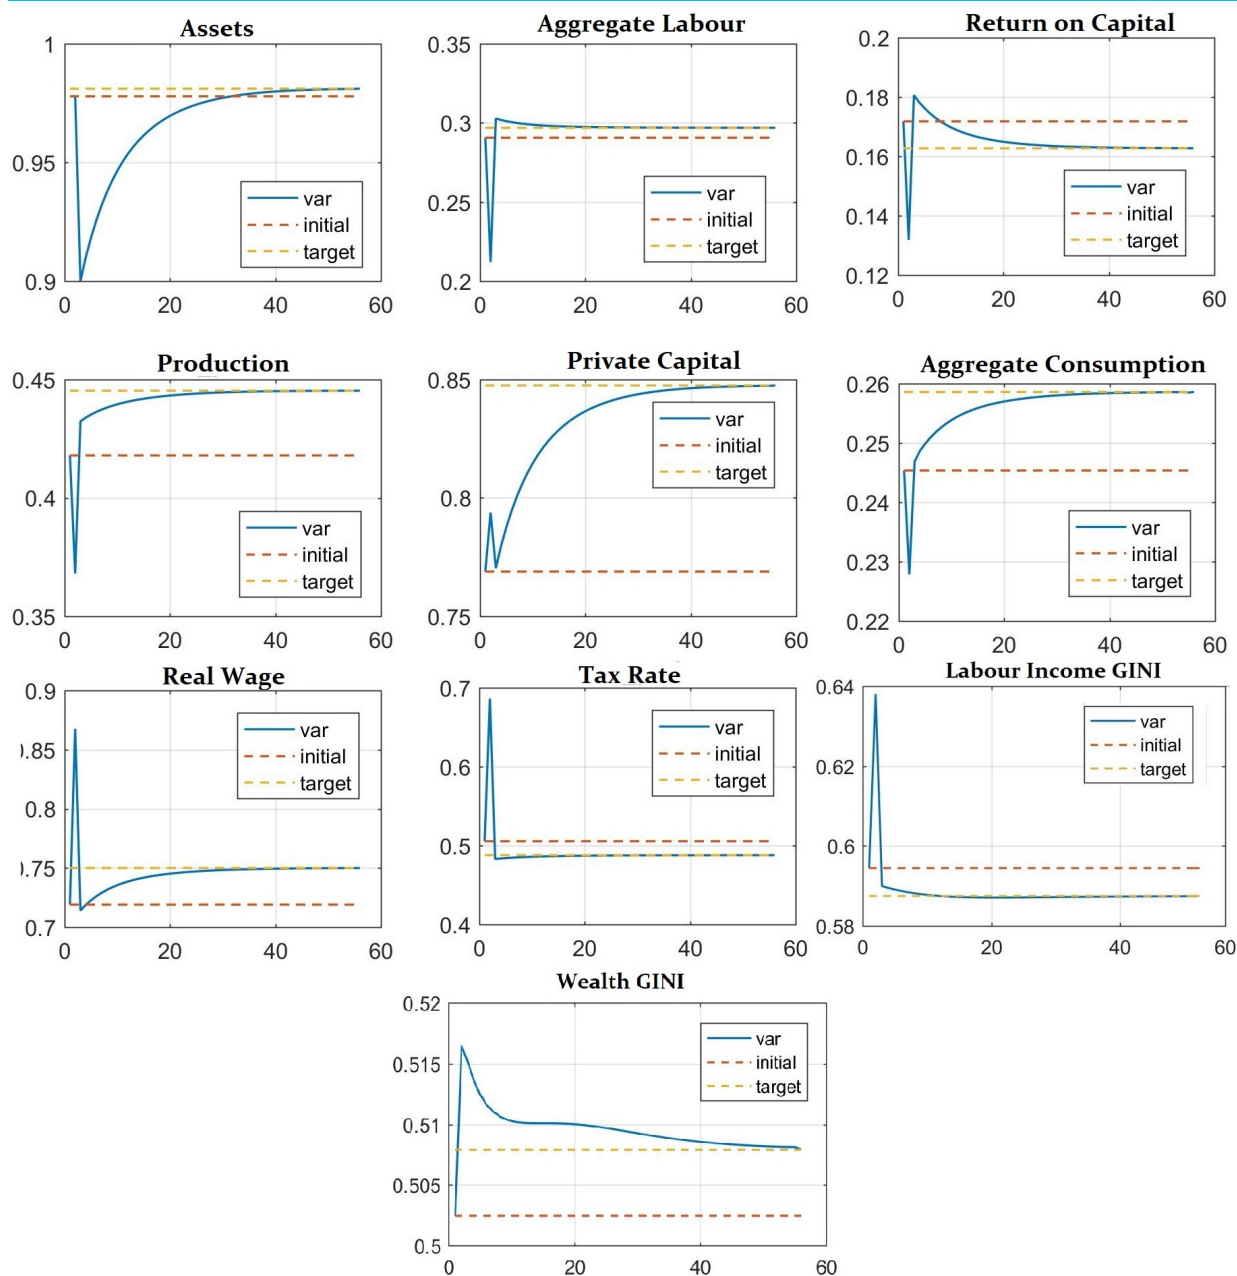 Assets
1
0.95
0.9
0
20
40
60
var
initial
target
Aggregate Labour
0.35
0.3
0.25
0.2
0
20
40
60
var
initial
target
Return on Capital
0.2
0.18
0.16
0.14
0.12
0
20
40
60
var
initial
target
Production
0.45
0.4
0.35
0
20
40
60
var
initial
target
Private Capital
0.85
0.8
0.75
0
20
40
60
var
initial
target
Aggregate Consumption
0.26
0.25
0.24
0.23
0.22
0
20
40
60
var
initial
target
Real Wage
0.9
).85
0.8
).75
0.7
0
20
40
60
var
initial
target
Tax Rate
0.7
0.6
0.5
0.4
0
20
40
60
var
initial
target
Labour Income GINI
0.64
0.62
0.6
0.58
0
20
40
60
var
initial
target
Wealth GINI
0.52
0.515
0.51
0.505
0.5
0
20
40
60
var
initial
target